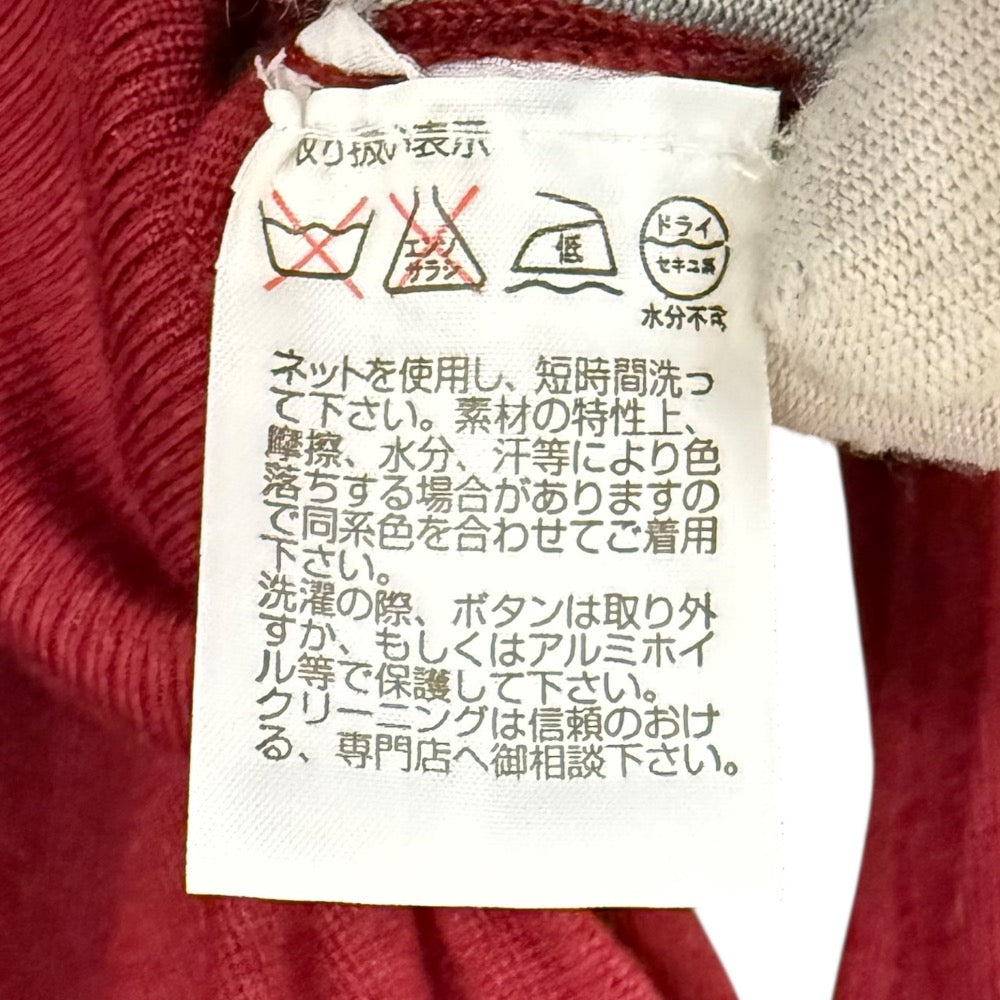 取り扱い表示
エンソ
サラシ
低
ドライ
セキユ系
水分不可
ネットを使用し、短時間洗っ
て下さい。素材の特性上、
摩擦、水分、汗等により色
落ちする場合がありますの
で同系色を合わせてご着用
下さい。
洗濯の際、ボタンは取り外
すか、もしくはアルミホイ
ル等で保護して下さい。
クリーニングは信頼のおけ
る、専門店へ御相談下さい。